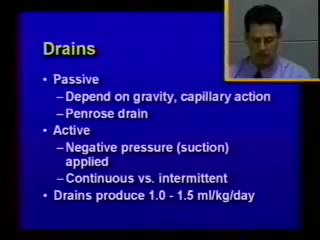 Drains
• Passive
– Depend on gravity, capillary action
– Penrose drain
• Active
– Negative pressure (suction)
applied
– Continuous vs. intermittent
• Drains produce 1.0 - 1.5 ml/kg/day